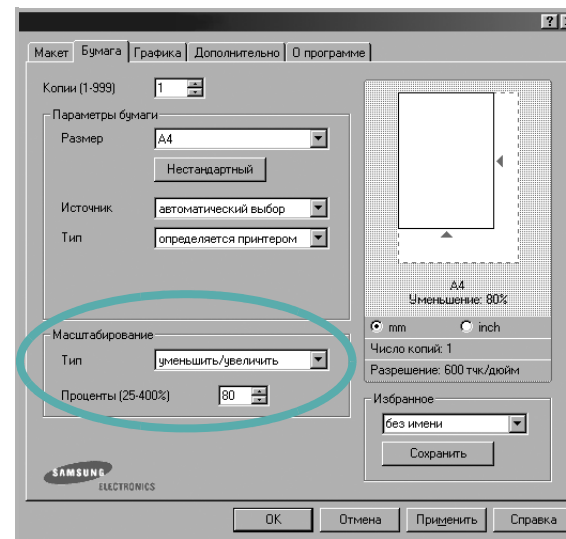 Макет Бумага Графика Дополнительно О программе
Копии (1-999) 1
Параметры бумаги
Размер A4
Нестандартный
Источник автоматический выбор
Тип определяется принтером
A4
Уменьшение: 80%
mm inch
Число копий: 1
Разрешение: 600 тчк/дюйм
Масштабирование
Тип уменьшить/увеличить
Проценты (25-400%) 80
Избранное
без имени
Сохранить
SAMSUNG
ELECTRONICS
OK Отмена Применить Справка